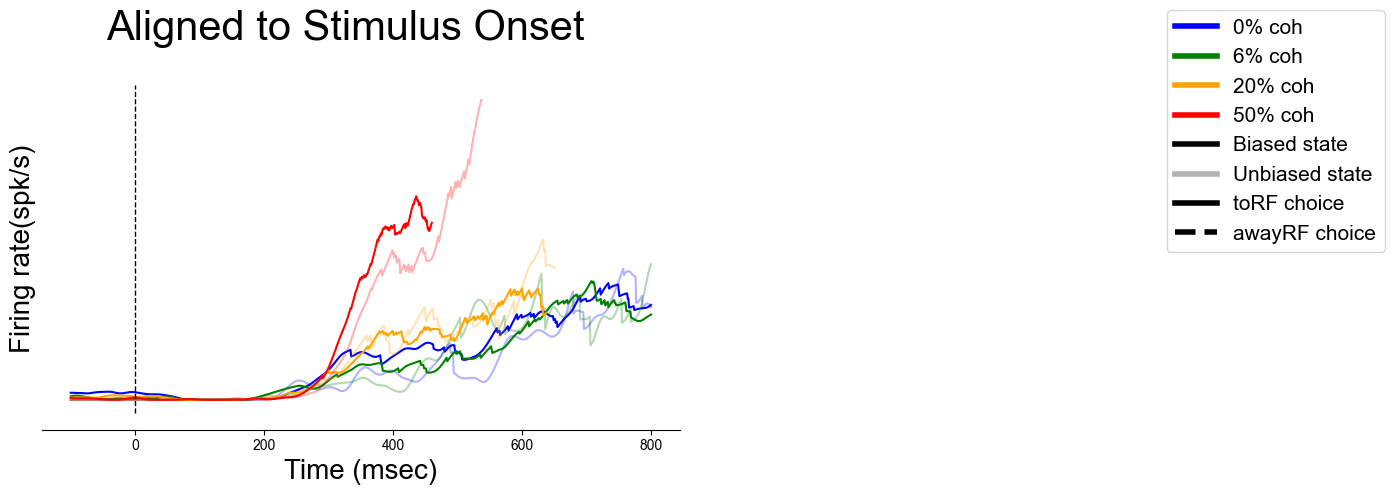 Aligned to Stimulus Onset
Firing rate(spk/s)
0
200
400
600
800
Time (msec)
0% coh
6% coh
20% coh
50% coh
Biased state
Unbiased state
toRF choice
awayRF choice